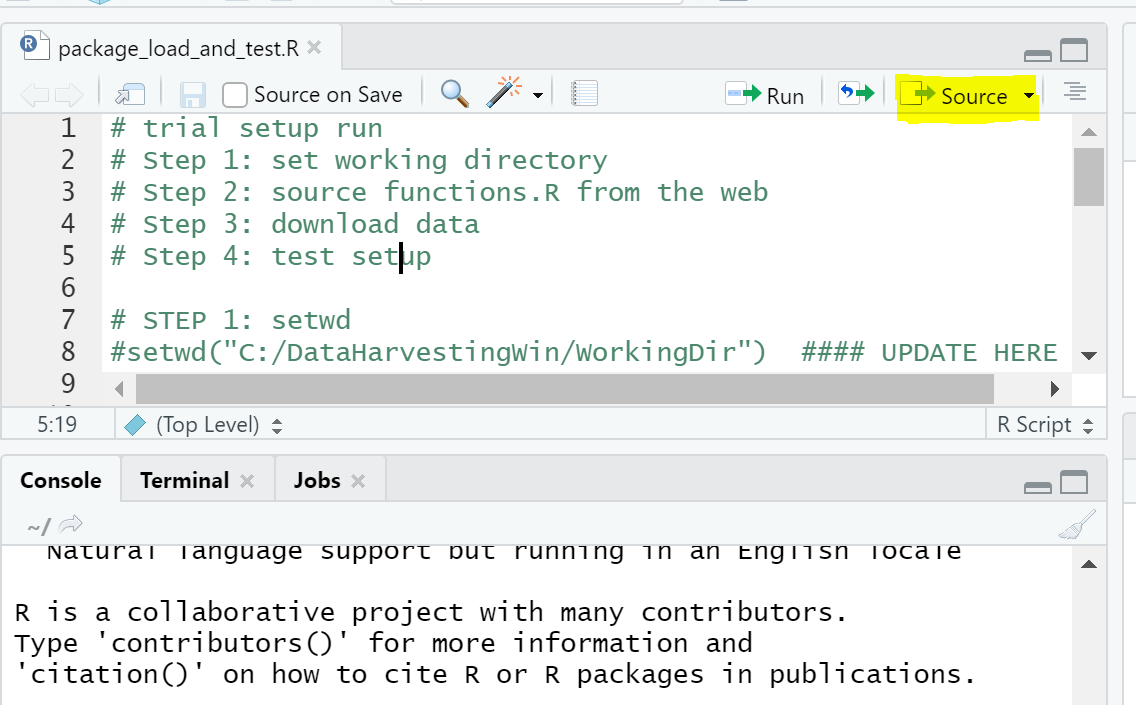 package_load_and_test.R
Source on Save
Run
Source
1 # trial setup run
2 # Step 1: set working directory
3 # Step 2: source functions.R from the web
4 # Step 3: download data
5 # Step 4: test setup
6
7 # STEP 1: setwd
8 #setwd("C:/DataHarvestingWin/WorkingDir")  #### UPDATE HERE
9
5:19 (Top Level) R Script
Console Terminal Jobs
~/
Natural language support but running in an English locale
R is a collaborative project with many contributors.
Type 'contributors()' for more information and
'citation()' on how to cite R or R packages in publications.